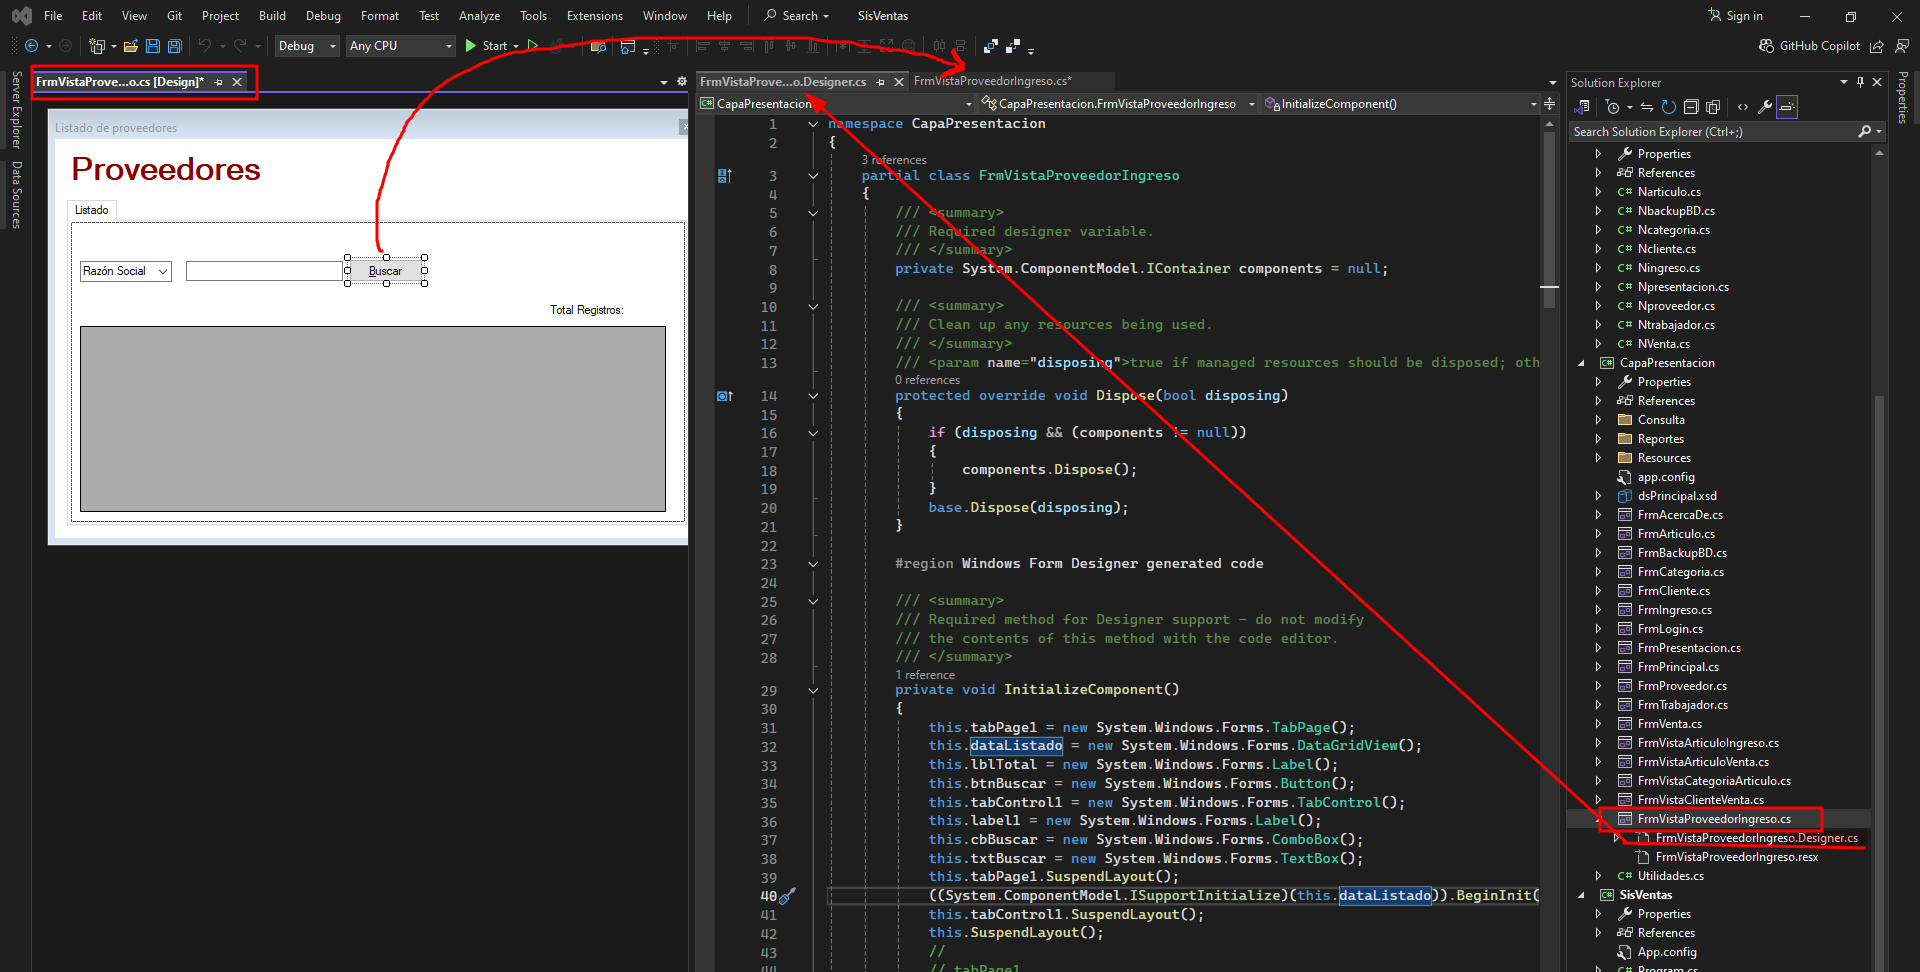 File Edit View Git Project Build Debug Format Test Analyze Tools Extensions Window Help Search SisVentas Sign in
Debug Any CPU Start GitHub Copilot
Server Explorer
Data Sources
FrmVistaProve...o.cs [Design]*
Listado de proveedores
Proveedores
Listado
Razón Social
Buscar
Total Registros:
FrmVistaProve...o.Designer.cs FrmVistaProveedorIngreso.cs*
CapaPresentacion CapaPresentacion.FrmVistaProveedorIngreso InitializeComponent()
1 namespace CapaPresentacion
2 {
3 references
3 partial class FrmVistaProveedorIngreso
4 {
5 /// <summary>
6 /// Required designer variable.
7 /// </summary>
8 private System.ComponentModel.IContainer components = null;
9
10 /// <summary>
11 /// Clean up any resources being used.
12 /// </summary>
13 /// <param name="disposing">true if managed resources should be disposed; oth
0 references
14 protected override void Dispose(bool disposing)
15 {
16 if (disposing && (components != null))
17 {
18 components.Dispose();
19 }
20 base.Dispose(disposing);
21 }
22
23 #region Windows Form Designer generated code
24
25 /// <summary>
26 /// Required method for Designer support - do not modify
27 /// the contents of this method with the code editor.
28 /// </summary>
1 reference
29 private void InitializeComponent()
30 {
31 this.tabPage1 = new System.Windows.Forms.TabPage();
32 this.dataListado = new System.Windows.Forms.DataGridView();
33 this.lblTotal = new System.Windows.Forms.Label();
34 this.btnBuscar = new System.Windows.Forms.Button();
35 this.tabControl1 = new System.Windows.Forms.TabControl();
36 this.label1 = new System.Windows.Forms.Label();
37 this.cbBuscar = new System.Windows.Forms.ComboBox();
38 this.txtBuscar = new System.Windows.Forms.TextBox();
39 this.tabPage1.SuspendLayout();
40 ((System.ComponentModel.ISupportInitialize)(this.dataListado)).BeginInit(
41 this.tabControl1.SuspendLayout();
42 this.SuspendLayout();
43 //
44 // tabPage1
Solution Explorer
Search Solution Explorer (Ctrl+;)
Properties
References
Narticulo.cs
NbackupBD.cs
Ncategoria.cs
Ncliente.cs
Ningreso.cs
Npresentacion.cs
Nproveedor.cs
Ntrabajador.cs
NVenta.cs
CapaPresentacion
Properties
References
Consulta
Reportes
Resources
app.config
dsPrincipal.xsd
FrmAcercaDe.cs
FrmArticulo.cs
FrmBackupBD.cs
FrmCategoria.cs
FrmCliente.cs
FrmIngreso.cs
FrmLogin.cs
FrmPresentacion.cs
FrmPrincipal.cs
FrmProveedor.cs
FrmTrabajador.cs
FrmVenta.cs
FrmVistaArticuloIngreso.cs
FrmVistaArticuloVenta.cs
FrmVistaCategoriaArticulo.cs
FrmVistaClienteVenta.cs
FrmVistaProveedorIngreso.cs
FrmVistaProveedorIngreso.Designer.cs
FrmVistaProveedorIngreso.resx
Utilidades.cs
SisVentas
Properties
References
App.config
Program.cs
Properties